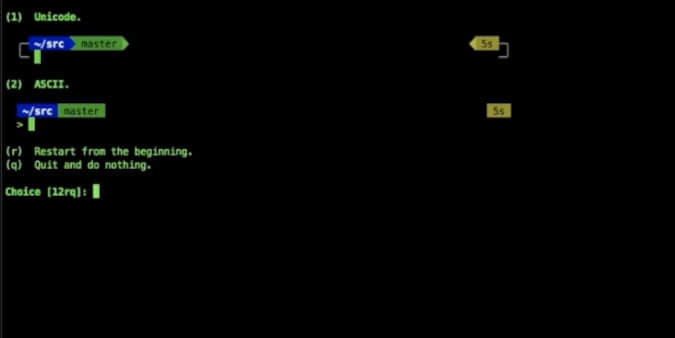 (1) Unicode.
~/src master 5s
(2) ASCII.
~/src master 5s
>
(r) Restart from the beginning.
(q) Quit and do nothing.
Choice [12rq]: